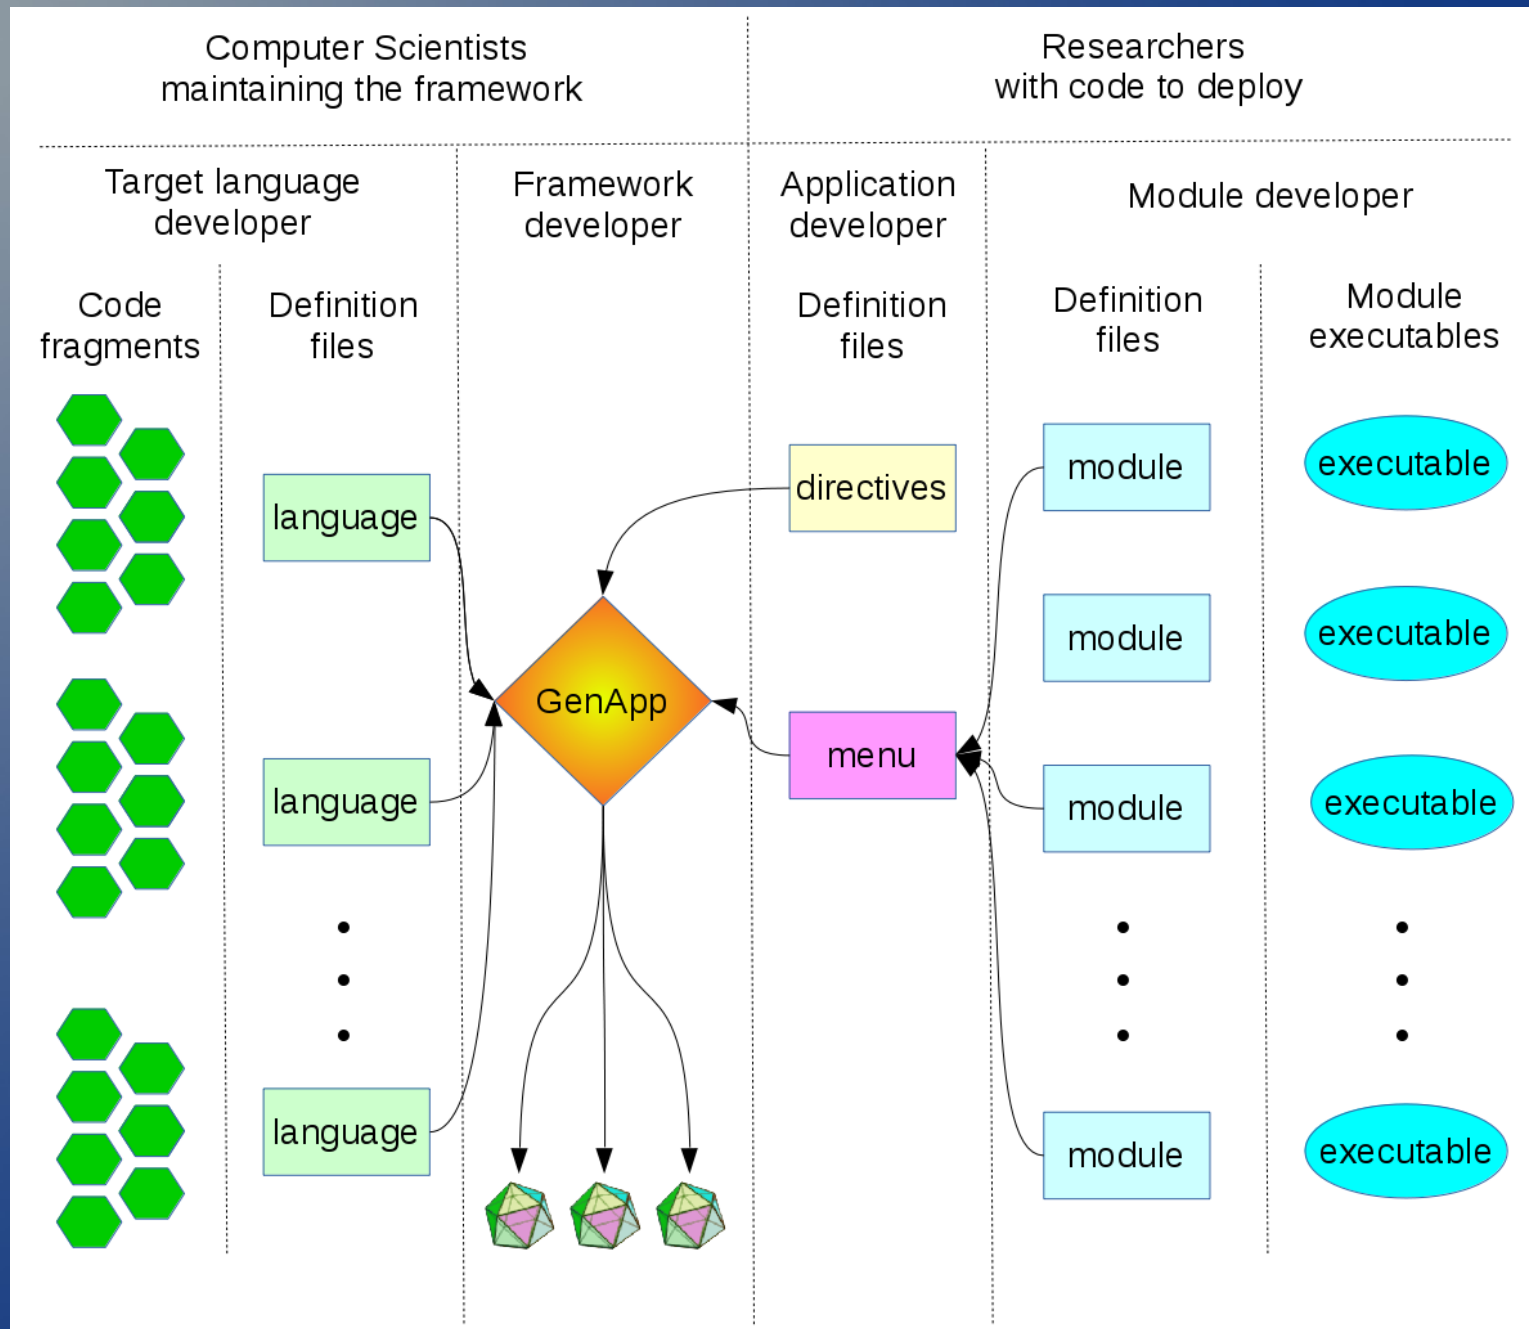 Computer Scientists
maintaining the framework
Researchers
with code to deploy
Target language
developer
Framework
developer
Application
developer
Module developer
Code
fragments
Definition
files
Definition
files
Definition
files
Module
executables
language
directives
module
executable
module
executable
GenApp
menu
language
module
executable
language
module
executable